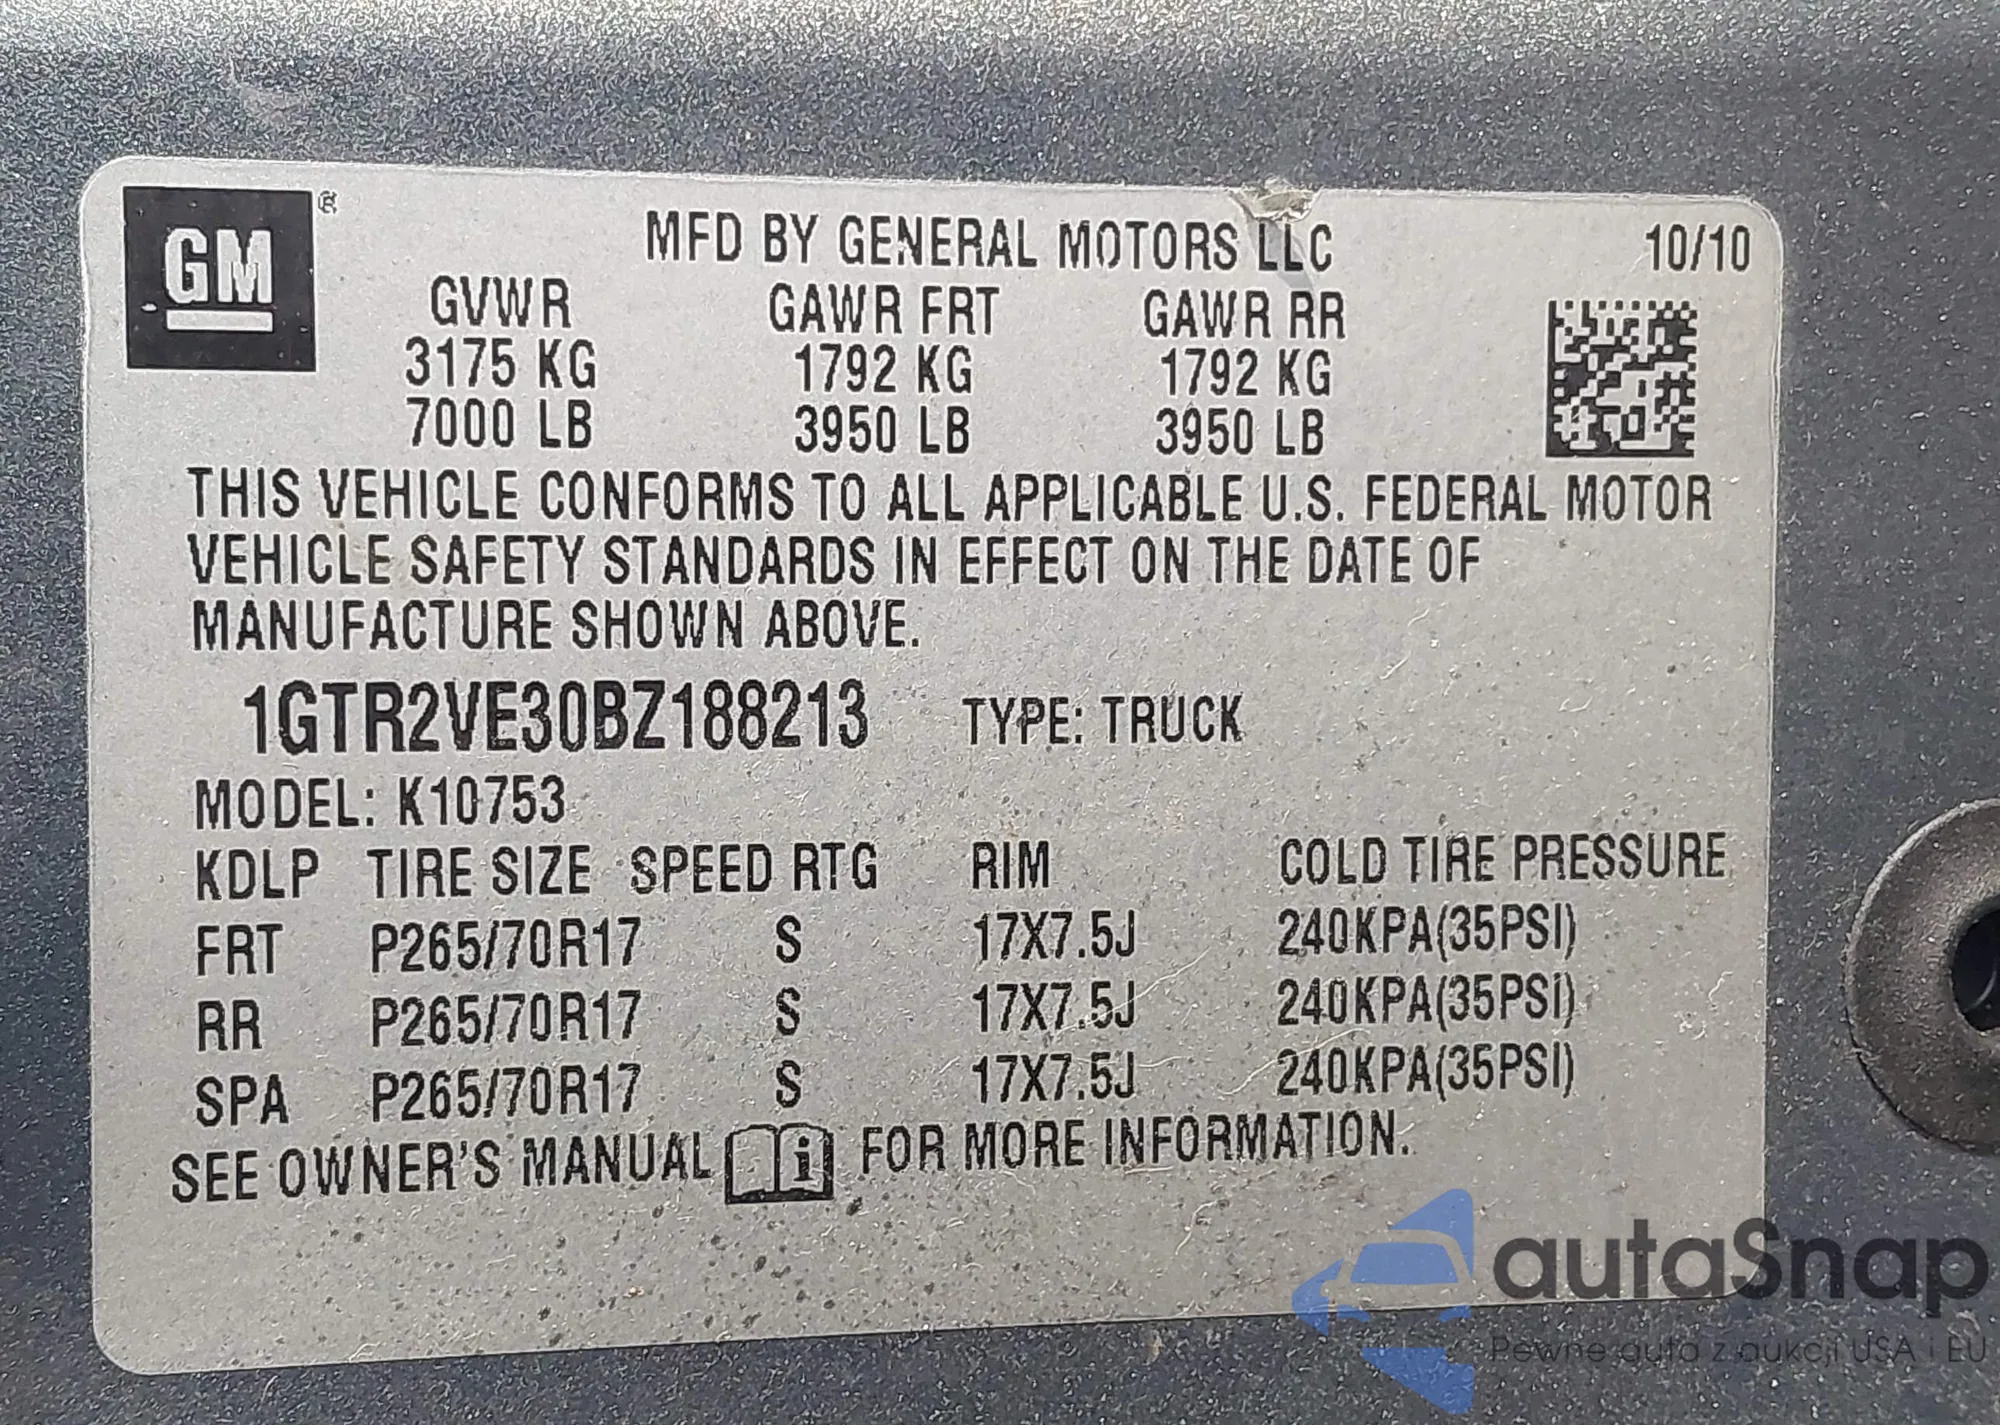 GM®
MFD BY GENERAL MOTORS LLC 10/10
GVWR GAWR FRT GAWR RR
3175 KG 1792 KG 1792 KG
7000 LB 3950 LB 3950 LB
THIS VEHICLE CONFORMS TO ALL APPLICABLE U.S. FEDERAL MOTOR
VEHICLE SAFETY STANDARDS IN EFFECT ON THE DATE OF
MANUFACTURE SHOWN ABOVE.
1GTR2VE30BZ188213 TYPE: TRUCK
MODEL: K10753
KDLP TIRE SIZE SPEED RTG RIM COLD TIRE PRESSURE
FRT P265/70R17 S 17X7.5J 240KPA(35PSI)
RR P265/70R17 S 17X7.5J 240KPA(35PSI)
SPA P265/70R17 S 17X7.5J 240KPA(35PSI)
SEE OWNER'S MANUAL i FOR MORE INFORMATION.
autaSnap
Pewne auta z aukcji USA i EU